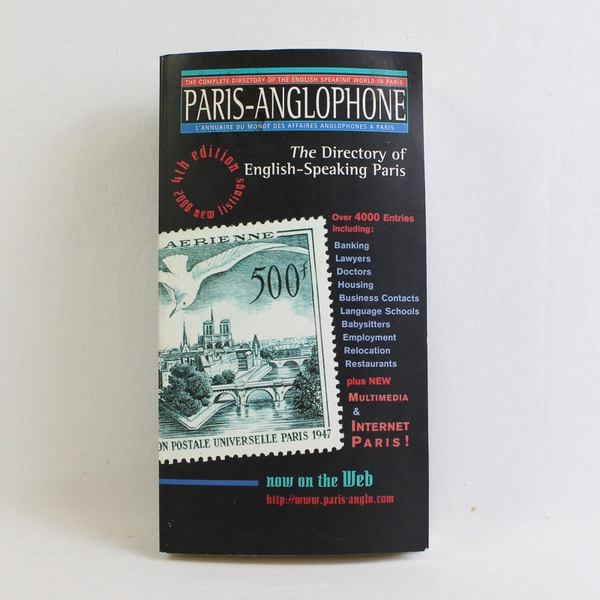 THE COMPLETE DIRECTORY OF THE ENGLISH SPEAKING WORLD IN PARIS
PARIS-ANGLOPHONE
L'ANNUAIRE DU MONDE DES AFFAIRES ANGLOPHONES A PARIS
The Directory of
English-Speaking Paris
4th edition
2000 new listings
Over 4000 Entries
including:
Banking
Lawyers
Doctors
Housing
Business Contacts
Language Schools
Babysitters
Employment
Relocation
Restaurants
plus NEW
MULTIMEDIA
&
INTERNET
PARIS!
AERIENNE
500f
ON POSTALE UNIVERSELLE PARIS 1947
now on the Web
http://www.paris-anglo.com